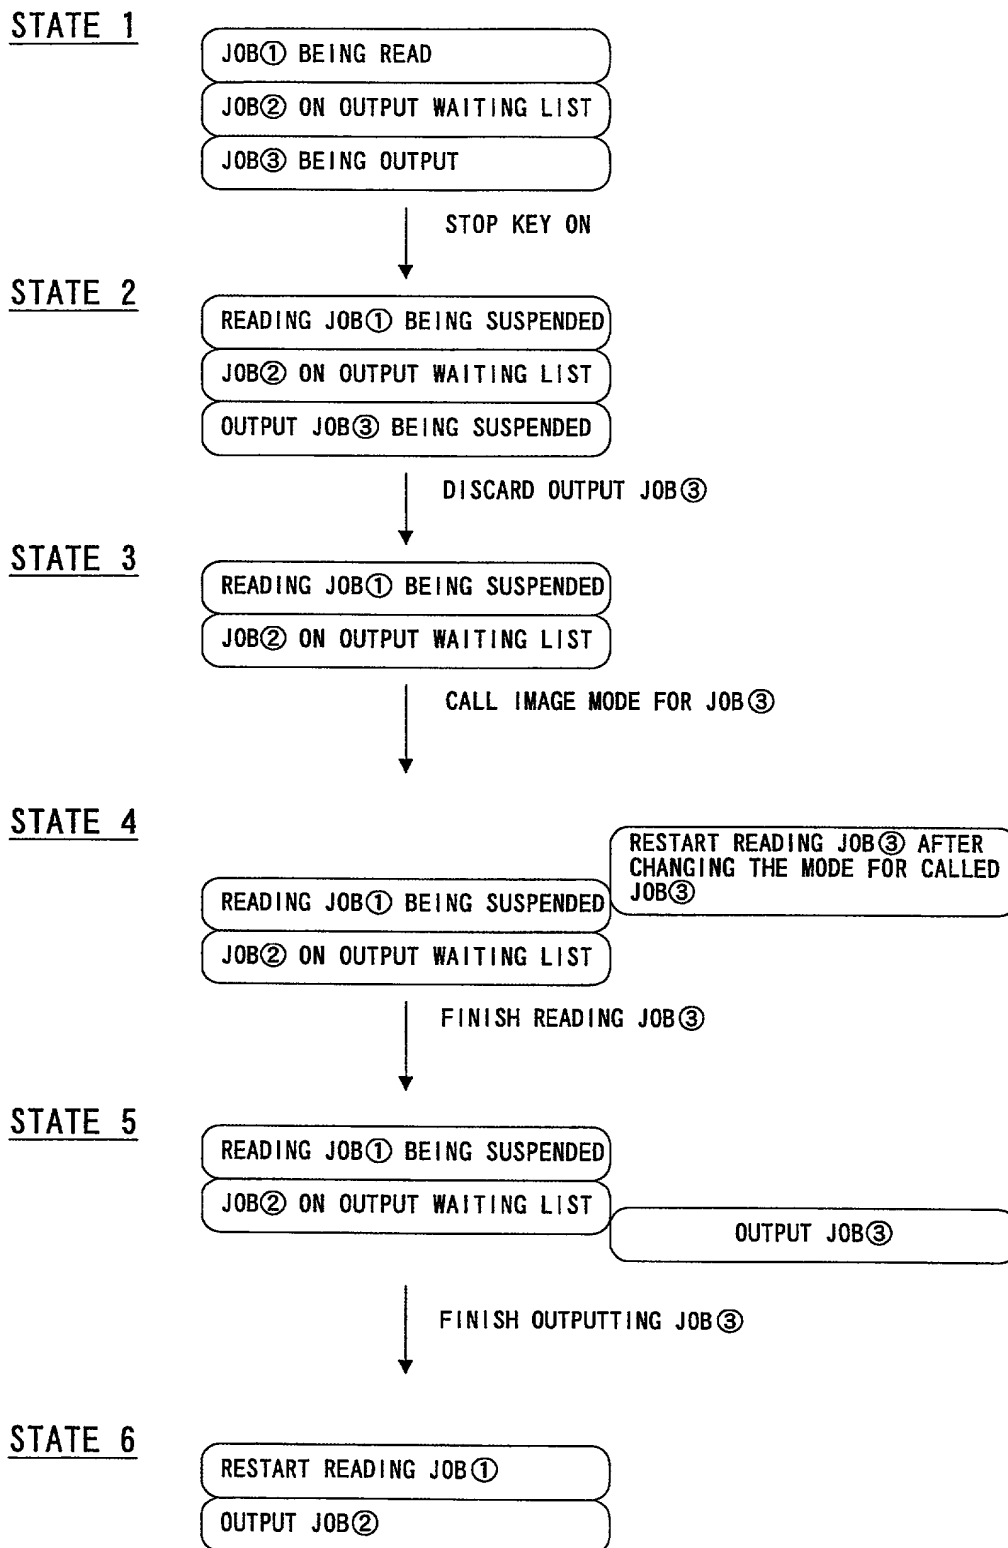 STATE 1
JOB① BEING READ
JOB② ON OUTPUT WAITING LIST
JOB③ BEING OUTPUT
STOP KEY ON
STATE 2
READING JOB① BEING SUSPENDED
JOB② ON OUTPUT WAITING LIST
OUTPUT JOB③ BEING SUSPENDED
DISCARD OUTPUT JOB③
STATE 3
READING JOB① BEING SUSPENDED
JOB② ON OUTPUT WAITING LIST
CALL IMAGE MODE FOR JOB③
STATE 4
RESTART READING JOB③ AFTER
CHANGING THE MODE FOR CALLED
JOB③
READING JOB① BEING SUSPENDED
JOB② ON OUTPUT WAITING LIST
FINISH READING JOB③
STATE 5
READING JOB① BEING SUSPENDED
JOB② ON OUTPUT WAITING LIST
OUTPUT JOB③
FINISH OUTPUTTING JOB③
STATE 6
RESTART READING JOB①
OUTPUT JOB②